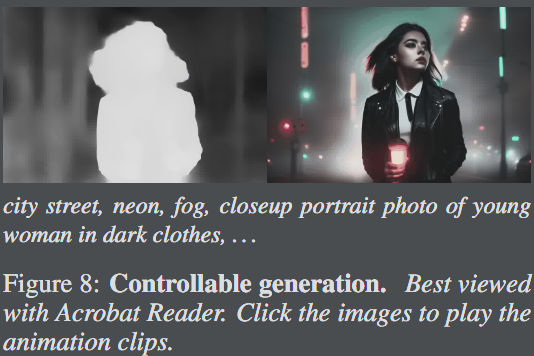 city street, neon, fog, closeup portrait photo of young
woman in dark clothes, ...
Figure 8: Controllable generation. Best viewed
with Acrobat Reader. Click the images to play the
animation clips.